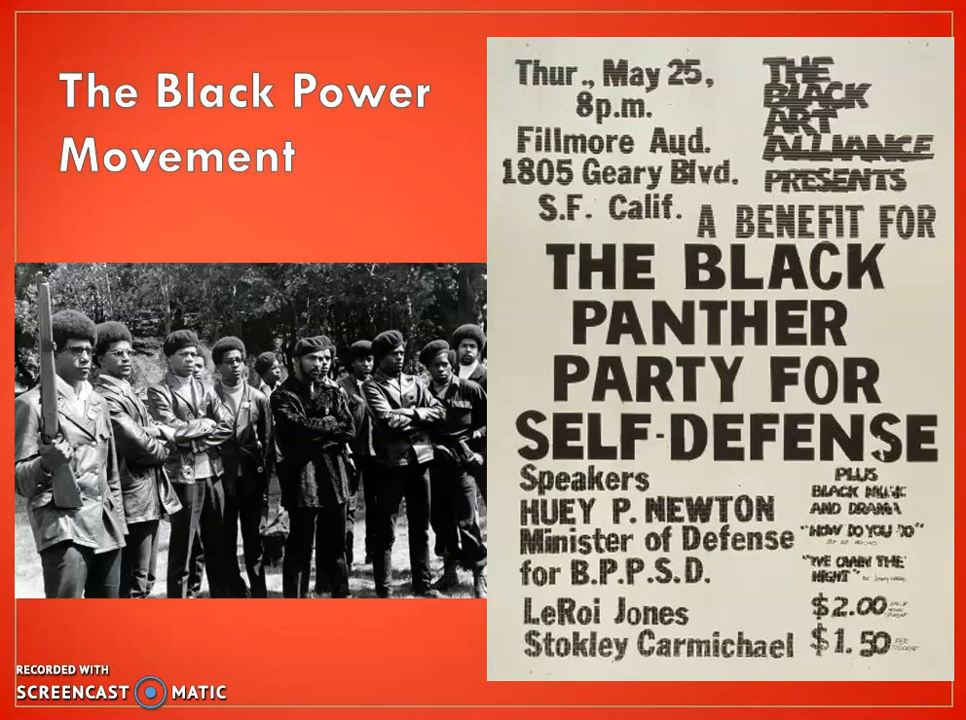 The Black Power
Movement
Thur., May 25,
8p.m.
Fillmore Aud.
1805 Geary Blvd.
S.F. Calif.
THE
BLACK
ART
ALLIANCE
PRESENTS
A BENEFIT FOR
THE BLACK
PANTHER
PARTY FOR
SELF-DEFENSE
Speakers
HUEY P. NEWTON
Minister of Defense
for B.P.P.S.D.
LeRoi Jones
Stokley Carmichael
PLUS
BLACK MUSIC
AND DRAMA
"HOW DO YOU DO"
"WE OWN THE
NIGHT"
$2.00
$1.50
RECORDED WITH
SCREENCAST MATIC